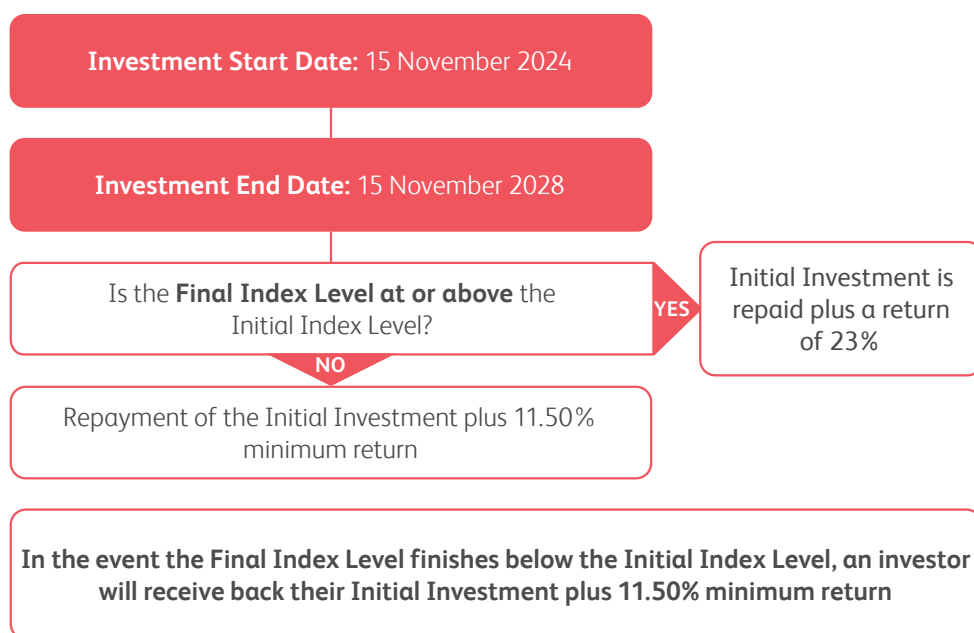 Investment Start Date: 15 November 2024
Investment End Date: 15 November 2028
Is the Final Index Level at or above the
Initial Index Level?
YES
Initial Investment is
repaid plus a return
of 23%
NO
Repayment of the Initial Investment plus 11.50%
minimum return
In the event the Final Index Level finishes below the Initial Index Level, an investor
will receive back their Initial Investment plus 11.50% minimum return